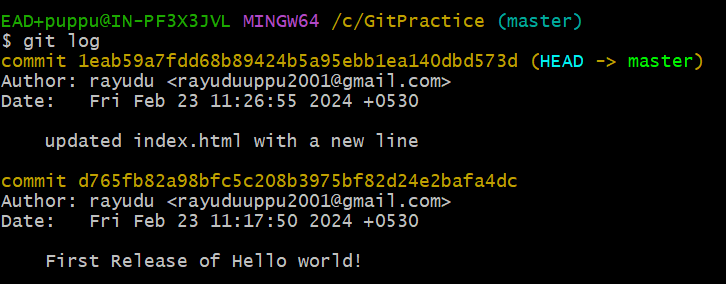 EAD+puppu@IN-PF3X3JVL MINGW64 /c/GitPractice (master)
$ git log
commit 1eab59a7fdd68b89424b5a95ebb1ea140dbd573d (HEAD -> master)
Author: rayudu <rayuduuppu2001@gmail.com>
Date:   Fri Feb 23 11:26:55 2024 +0530
    updated index.html with a new line
commit d765fb82a98bfc5c208b3975bf82d24e2bafa4dc
Author: rayudu <rayuduuppu2001@gmail.com>
Date:   Fri Feb 23 11:17:50 2024 +0530
    First Release of Hello world!